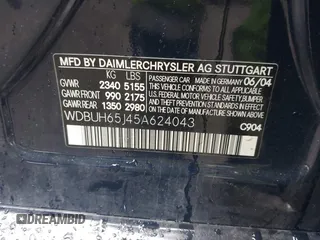 MFD BY DAIMLERCHRYSLER AG STUTTGART
KG LBS
PASSENGER CAR 06/04
MADE IN GERMANY
GVWR 2340 5155
GAWR FRONT 990 2175
GAWR REAR 1350 2980
THIS VEHICLE CONFORMS TO ALL APPLICABLE
U.S. FEDERAL MOTOR VEHICLE SAFETY,
BUMPER, AND THEFT PREVENTION STANDARDS
IN EFFECT ON THE DATE OF MANUFACTURE
SHOWN ABOVE.
WDBUH65J45A624043
C904
DREAMBID